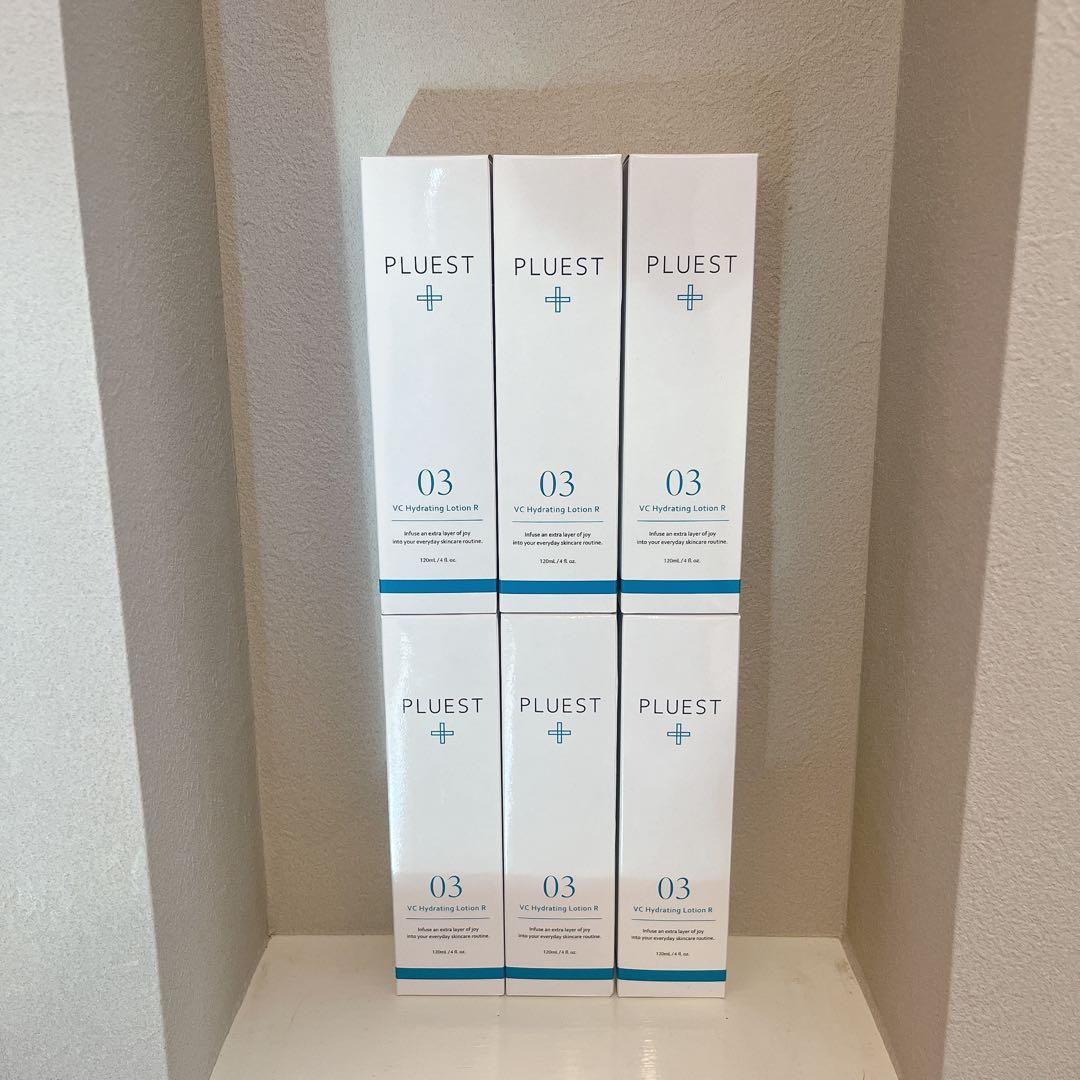 PLUEST
03
VC Hydrating Lotion R
Infuse an extra layer of joy
into your everyday skincare routine.
120mL/4 fl. oz.
PLUEST
03
VC Hydrating Lotion R
Infuse an extra layer of joy
into your everyday skincare routine.
120mL/4 fl. oz.
PLUEST
03
VC Hydrating Lotion R
Infuse an extra layer of joy
into your everyday skincare routine.
120mL/4 fl. oz.
PLUEST
03
VC Hydrating Lotion R
Infuse an extra layer of joy
into your everyday skincare routine.
120mL/4 fl. oz.
PLUEST
03
VC Hydrating Lotion R
Infuse an extra layer of joy
into your everyday skincare routine.
120mL/4 fl. oz.
PLUEST
03
VC Hydrating Lotion R
Infuse an extra layer of joy
into your everyday skincare routine.
120mL/4 fl. oz.